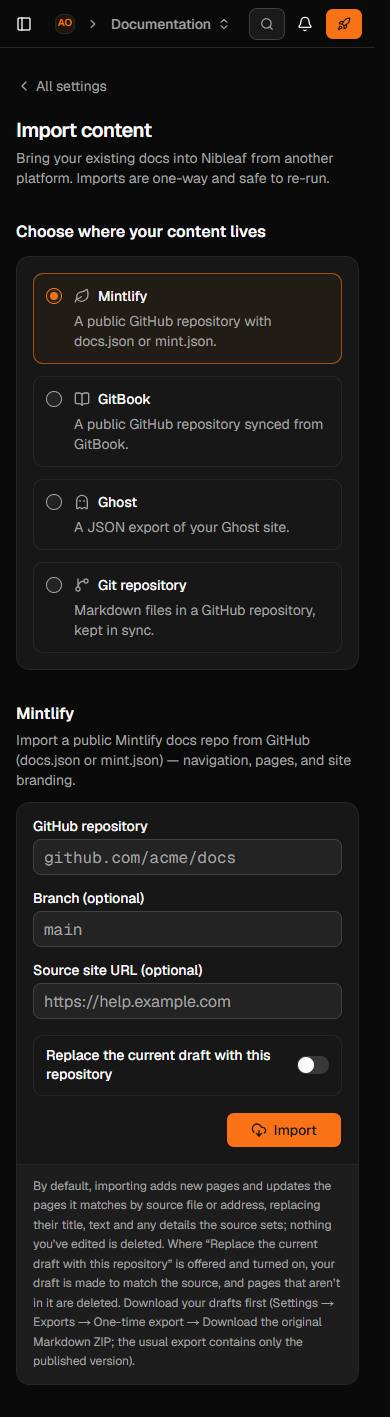 AO
Documentation
All settings
Import content
Bring your existing docs into Nibleaf from another
platform. Imports are one-way and safe to re-run.
Choose where your content lives
Mintlify
A public GitHub repository with
docs.json or mint.json.
GitBook
A public GitHub repository synced from
GitBook.
Ghost
A JSON export of your Ghost site.
Git repository
Markdown files in a GitHub repository,
kept in sync.
Mintlify
Import a public Mintlify docs repo from GitHub
(docs.json or mint.json) — navigation, pages, and site
branding.
GitHub repository
github.com/acme/docs
Branch (optional)
main
Source site URL (optional)
https://help.example.com
Replace the current draft with this
repository
Import
By default, importing adds new pages and updates the
pages it matches by source file or address, replacing
their title, text and any details the source sets; nothing
you've edited is deleted. Where “Replace the current
draft with this repository” is offered and turned on, your
draft is made to match the source, and pages that aren't
in it are deleted. Download your drafts first (Settings →
Exports → One-time export → Download the original
Markdown ZIP; the usual export contains only the
published version).